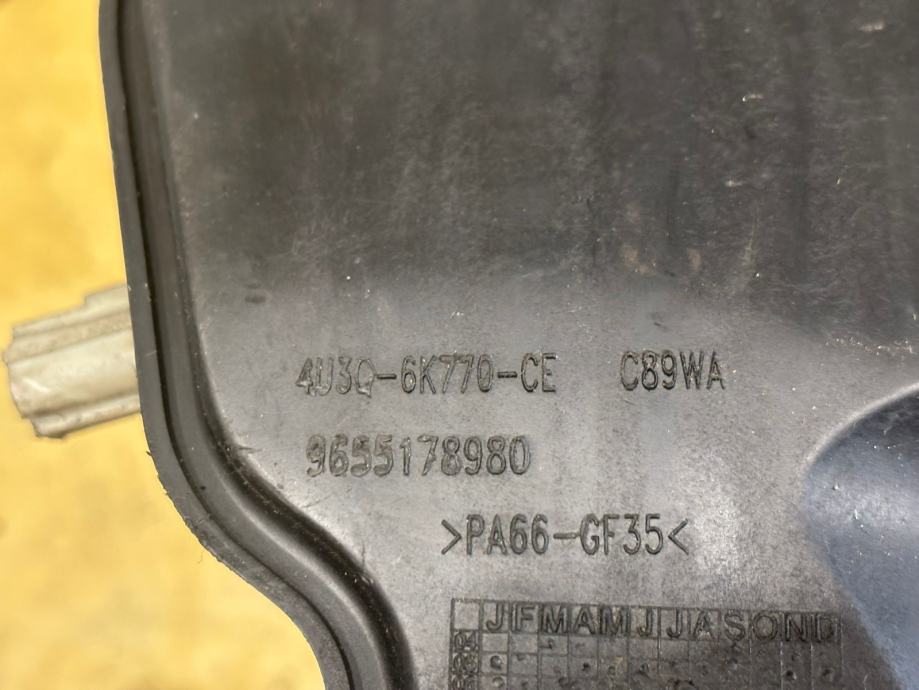 4U3Q-6K770-CE C89WA
9655178980
>PA66-GF35<
JFMAMJJASOND